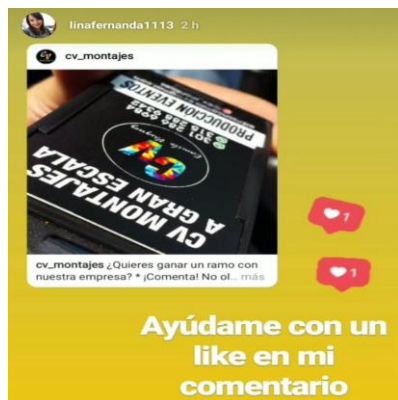 linafernanda1113 2 h
cv_montajes
PRODUCCIÓN EVENTOS
CV
CV MONTAJES
A GRAN ESCALA
cv_montajes ¿Quieres ganar un ramo con
nuestra empresa? * ¡Comenta! No ol... más
1
1
Ayúdame con un
like en mi
comentario